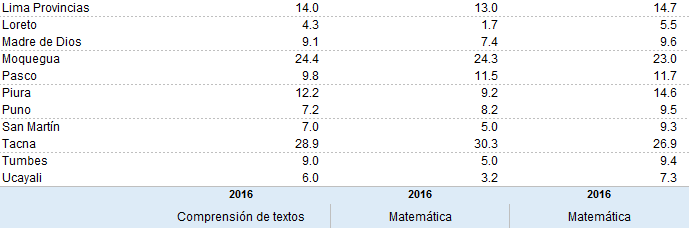 Lima Provincias 14.0 13.0 14.7
Loreto 4.3 1.7 5.5
Madre de Dios 9.1 7.4 9.6
Moquegua 24.4 24.3 23.0
Pasco 9.8 11.5 11.7
Piura 12.2 9.2 14.6
Puno 7.2 8.2 9.5
San Martín 7.0 5.0 9.3
Tacna 28.9 30.3 26.9
Tumbes 9.0 5.0 9.4
Ucayali 6.0 3.2 7.3
2016 2016 2016
Comprensión de textos Matemática Matemática